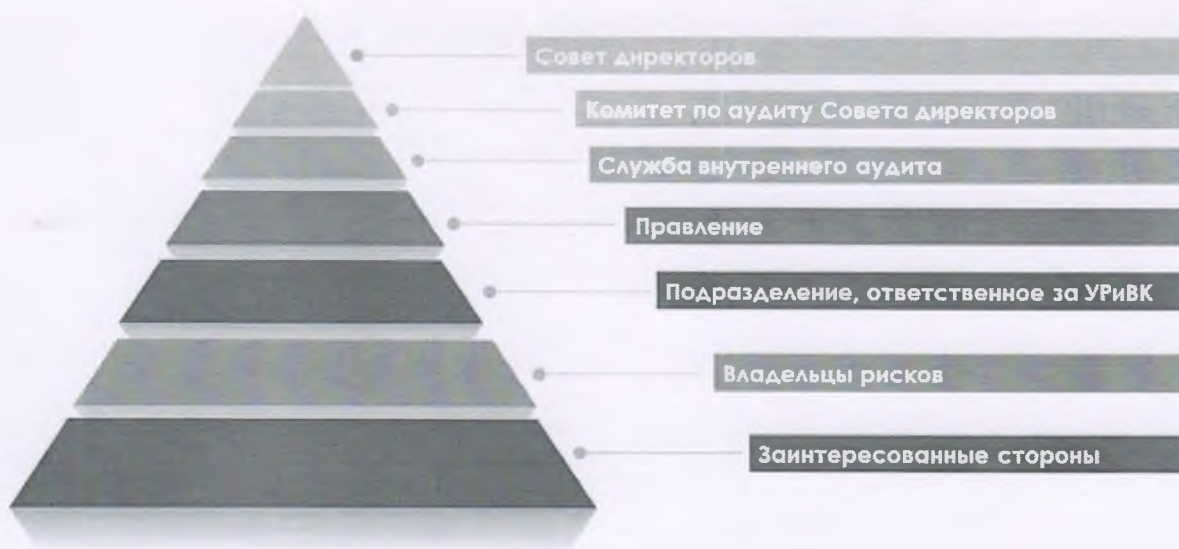 Совет директоров
Комитет по аудиту Совета директоров
Служба внутреннего аудита
Правление
Подразделение, ответственное за УРиВК
Владельцы рисков
Заинтересованные стороны